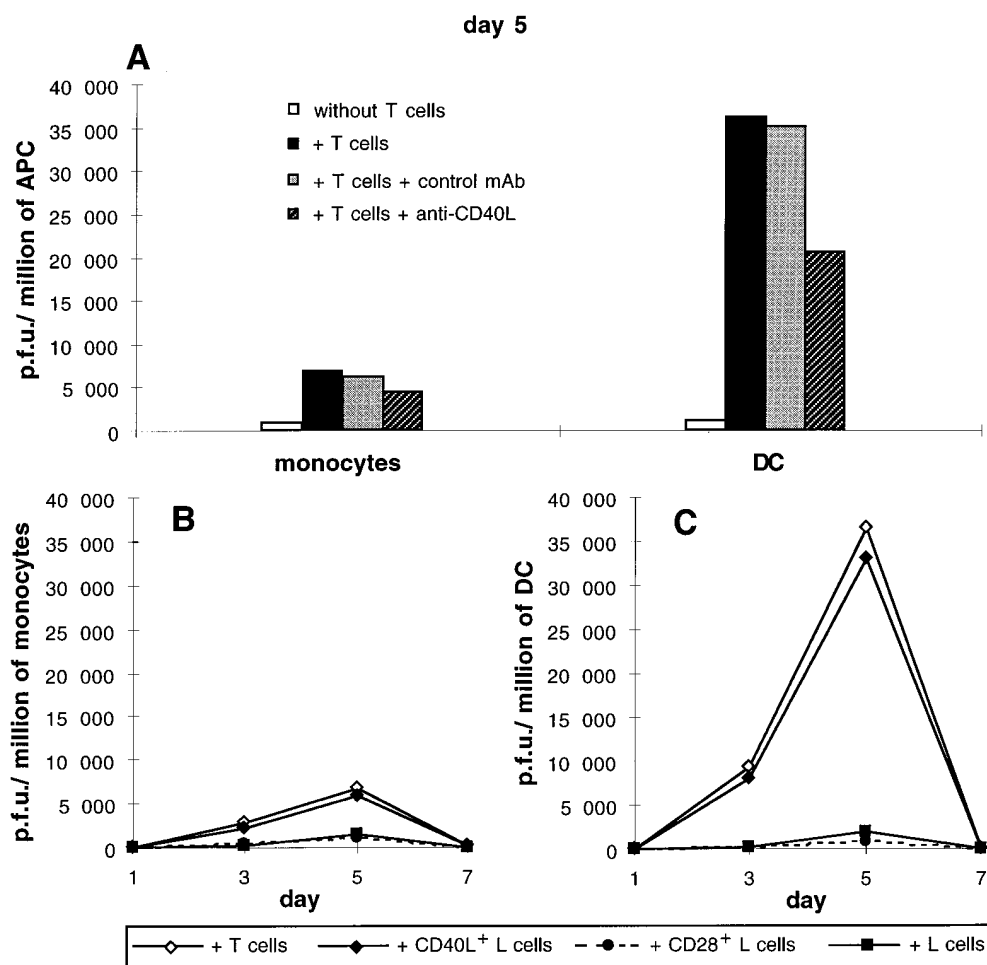 day 5
A
p.f.u./ million of APC
40 000
35 000
30 000
25 000
20 000
15 000
10 000
5 000
0
without T cells
+ T cells
+ T cells + control mAb
+ T cells + anti-CD40L
monocytes
DC
B
p.f.u./ million of monocytes
40 000
35 000
30 000
25 000
20 000
15 000
10 000
5 000
0
1 3 5 7
day
C
p.f.u./ million of DC
40 000
35 000
30 000
25 000
20 000
15 000
10 000
5 000
0
1 3 5 7
day
+ T cells + CD40L+ L cells + CD28+ L cells + L cells